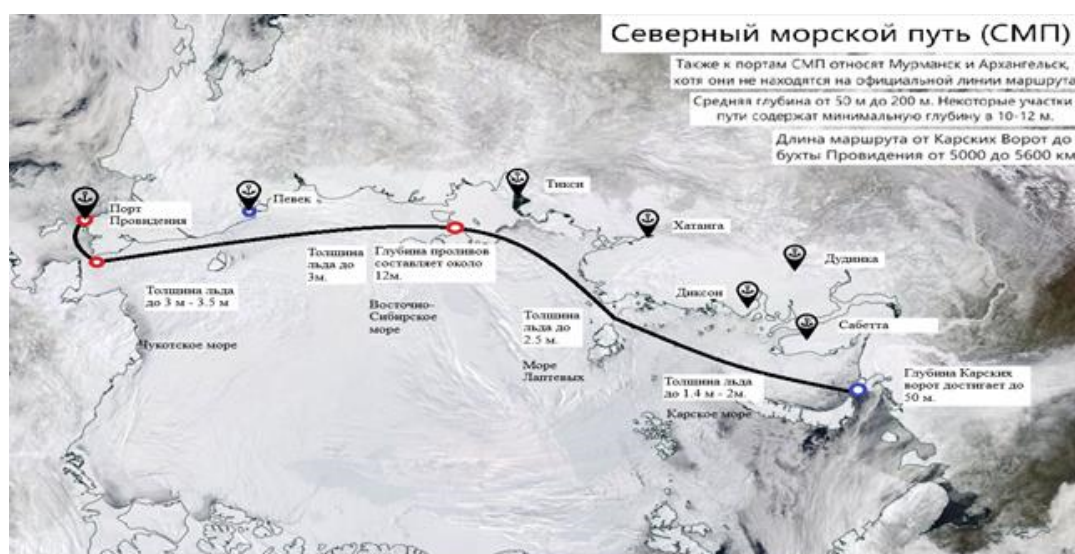 Северный морской путь (СМП)
Также к портам СМП относят Мурманск и Архангельск,
хотя они не находятся на официальной линии маршрута
Средняя глубина от 50 м до 200 м. Некоторые участки
пути содержат минимальную глубину в 10-12 м.
Длина маршрута от Карских Ворот до
бухты Провидения от 5000 до 5600 км
Тикси
Певек
Порт
Провидения
Хатанга
Толщина
льда до
3м.
Глубина проливов
составляет около
12м.
Дудинка
Толщина льда
до 3 м - 3.5 м
Диксон
Восточно-
Сибирское
море
Толщина
льда до
2.5 м.
Сабетта
Чукотское море
Море
Лаптевых
Толщина льда
до 1.4 м - 2м.
Глубина Карских
ворот достигает до
50 м.
Карское море